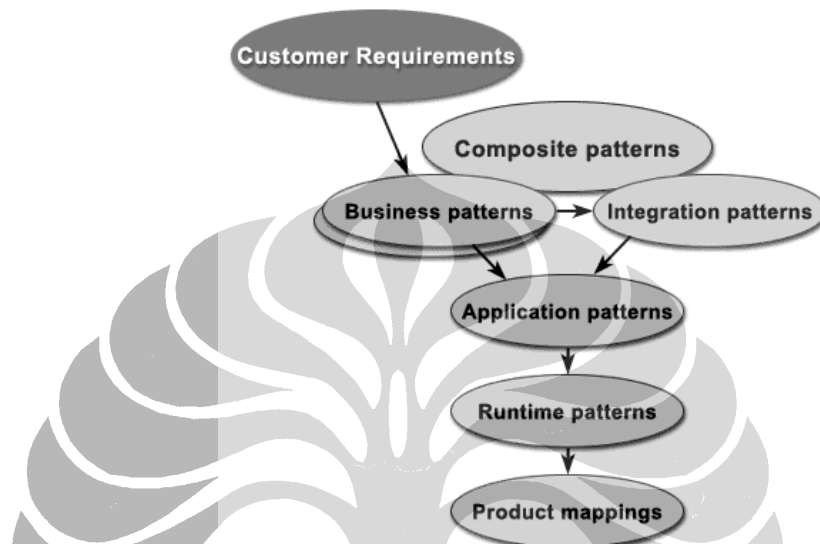 Customer Requirements
Composite patterns
Business patterns
Integration patterns
Application patterns
Runtime patterns
Product mappings